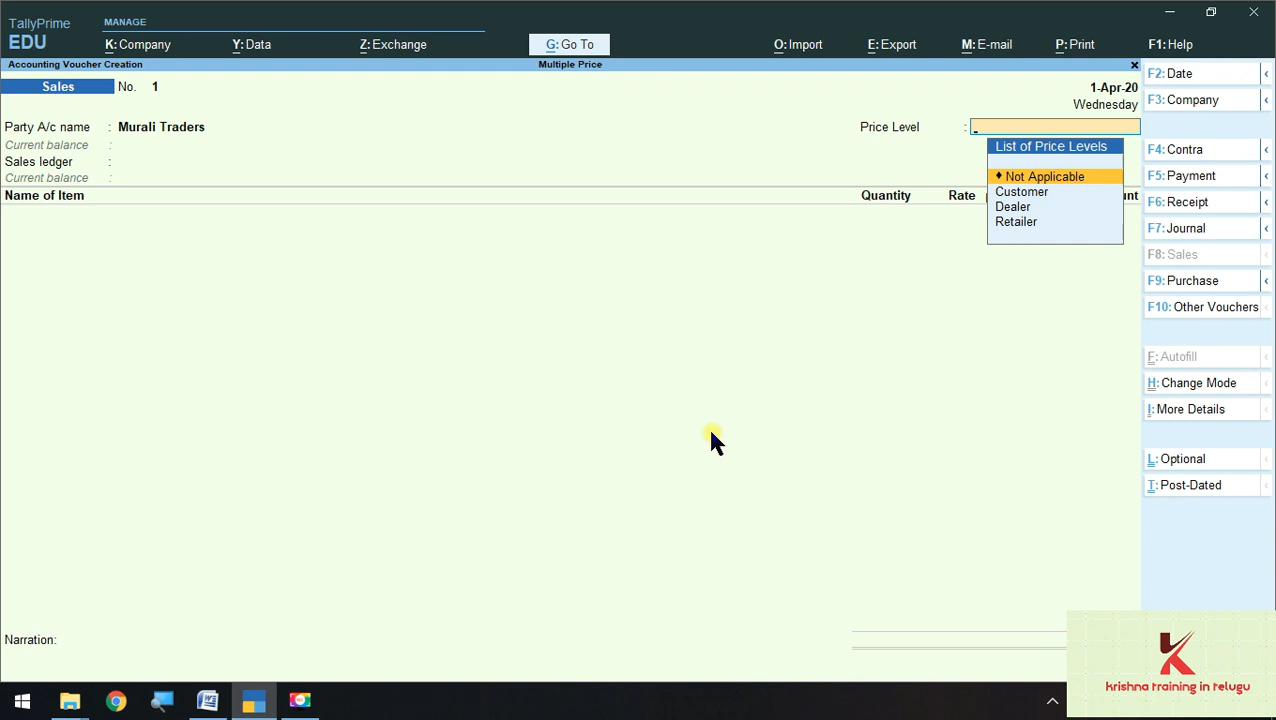 TallyPrime
EDU
MANAGE
K: Company
Y: Data
Z: Exchange
G: Go To
O: Import
E: Export
M: E-mail
P: Print
F1: Help
Accounting Voucher Creation
Multiple Price
Sales No. 1
1-Apr-20
Wednesday
Party A/c name : Murali Traders
Price Level :
Current balance :
Sales ledger :
Current balance :
List of Price Levels
♦ Not Applicable
Customer
Dealer
Retailer
Name of Item
Quantity
Rate
Narration:
F2: Date
F3: Company
F4: Contra
F5: Payment
F6: Receipt
F7: Journal
F8: Sales
F9: Purchase
F10: Other Vouchers
F: Autofill
H: Change Mode
I: More Details
L: Optional
T: Post-Dated
krishna training in telugu